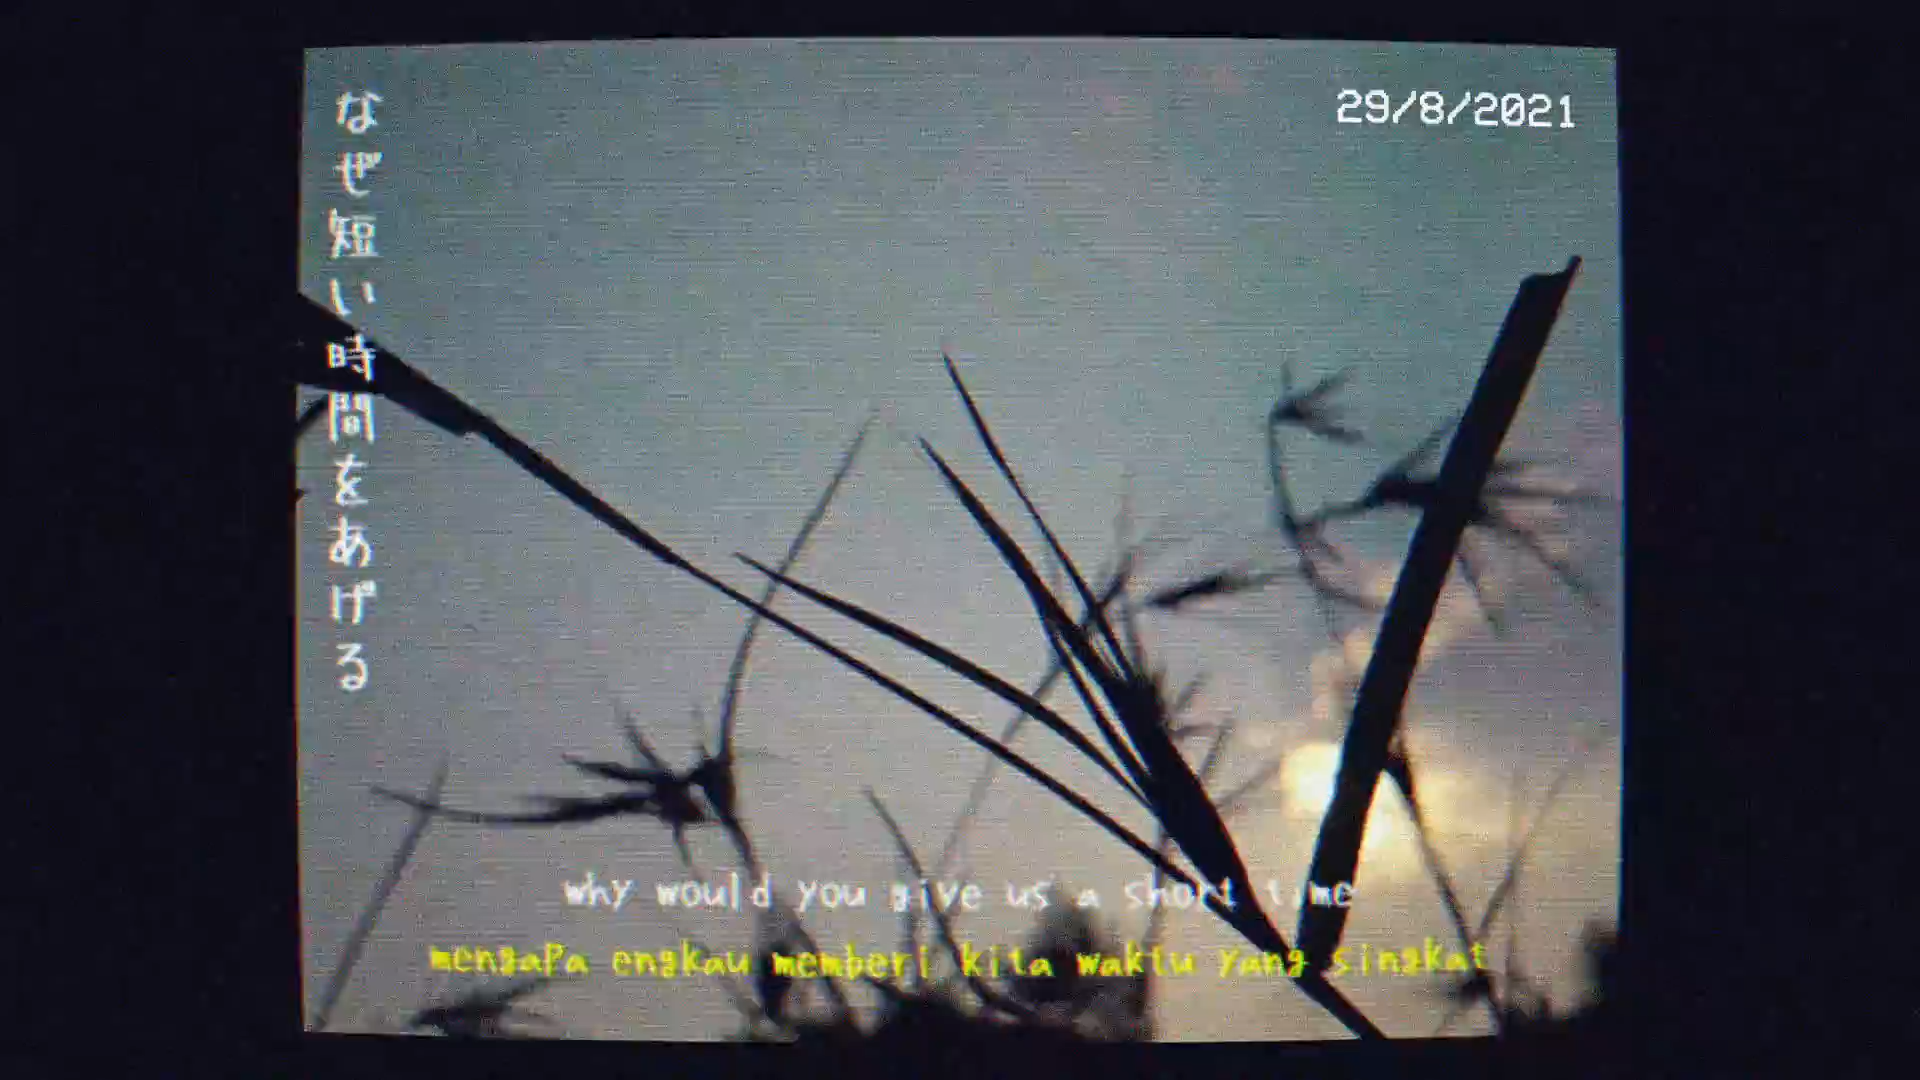 なぜ短い時間をあげる
29/8/2021
why would you give us a short time
mengapa engkau memberi kita waktu yang singkat